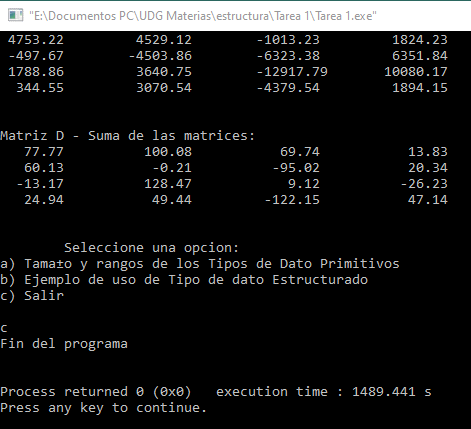 "E:\Documentos PC\UDG Materias\estructura\Tarea 1\Tarea 1.exe"
4753.22 4529.12 -1013.23 1824.23
-497.67 -4503.86 -6323.38 6351.84
1788.86 3640.75 -12917.79 10080.17
344.55 3070.54 -4379.54 1894.15
Matriz D - Suma de las matrices:
77.77 100.08 69.74 13.83
60.13 -0.21 -95.02 20.34
-13.17 128.47 9.12 -26.23
24.94 49.44 -122.15 47.14
Seleccione una opcion:
a) Tama±o y rangos de los Tipos de Dato Primitivos
b) Ejemplo de uso de Tipo de dato Estructurado
c) Salir
c
Fin del programa
Process returned 0 (0x0) execution time : 1489.441 s
Press any key to continue.